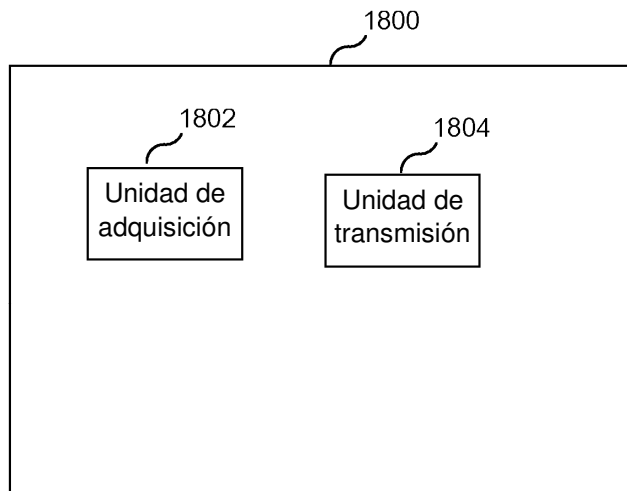 1800
1802
1804
Unidad de
adquisición
Unidad de
transmisión